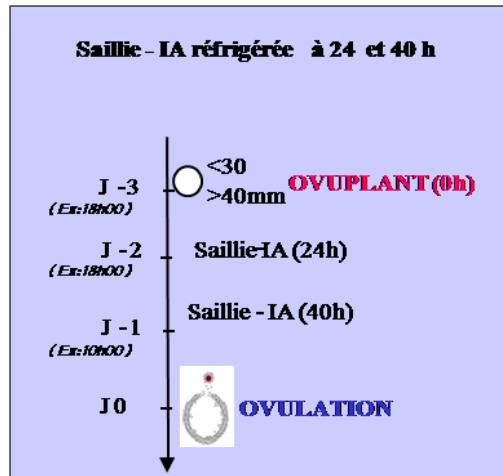 Saillie - IA réfrigérée à 24 et 40 h
<30
J -3 >40mm OVUPLANT (0h)
(Ex:18h00)
J -2 Saillie-IA (24h)
(Ex:18h00)
Saillie - IA (40h)
J -1
(Ex:10h00)
J 0 OVULATION